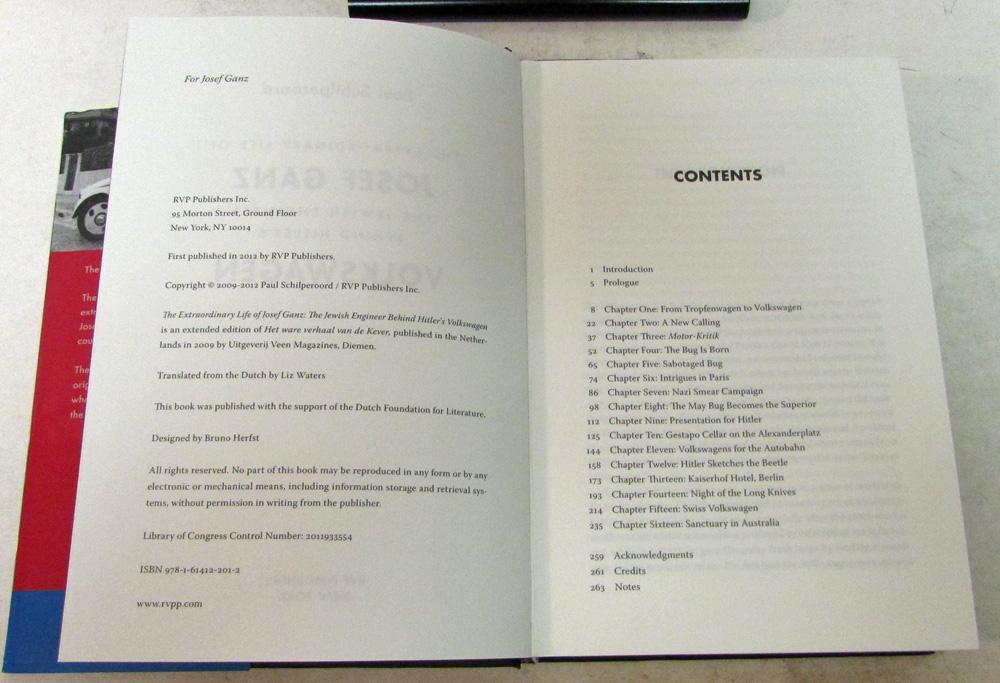 The
The
extr
Jos
cou
The
orig
wh
the
For Josef Ganz
RVP Publishers Inc.
95 Morton Street, Ground Floor
New York, NY 10014
First published in 2012 by RVP Publishers.
Copyright © 2009-2012 Paul Schilperoord / RVP Publishers Inc.
The Extraordinary Life of Josef Ganz: The Jewish Engineer Behind Hitler's Volkswagen
is an extended edition of Het ware verhaal van de Kever, published in the Nether-
lands in 2009 by Uitgeverij Veen Magazines, Diemen.
Translated from the Dutch by Liz Waters
This book was published with the support of the Dutch Foundation for Literature.
Designed by Bruno Herfst
All rights reserved. No part of this book may be reproduced in any form or by any
electronic or mechanical means, including information storage and retrieval sys-
tems, without permission in writing from the publisher.
Library of Congress Control Number: 2011933554
ISBN 978-1-61412-201-2
www.rvpp.com
CONTENTS
1 Introduction
5 Prologue
8 Chapter One: From Tropfenwagen to Volkswagen
22 Chapter Two: A New Calling
37 Chapter Three: Motor-Kritik
52 Chapter Four: The Bug Is Born
65 Chapter Five: Sabotaged Bug
74 Chapter Six: Intrigues in Paris
86 Chapter Seven: Nazi Smear Campaign
98 Chapter Eight: The May Bug Becomes the Superior
112 Chapter Nine: Presentation for Hitler
125 Chapter Ten: Gestapo Cellar on the Alexanderplatz
144 Chapter Eleven: Volkswagens for the Autobahn
158 Chapter Twelve: Hitler Sketches the Beetle
173 Chapter Thirteen: Kaiserhof Hotel, Berlin
193 Chapter Fourteen: Night of the Long Knives
214 Chapter Fifteen: Swiss Volkswagen
235 Chapter Sixteen: Sanctuary in Australia
259 Acknowledgments
261 Credits
263 Notes